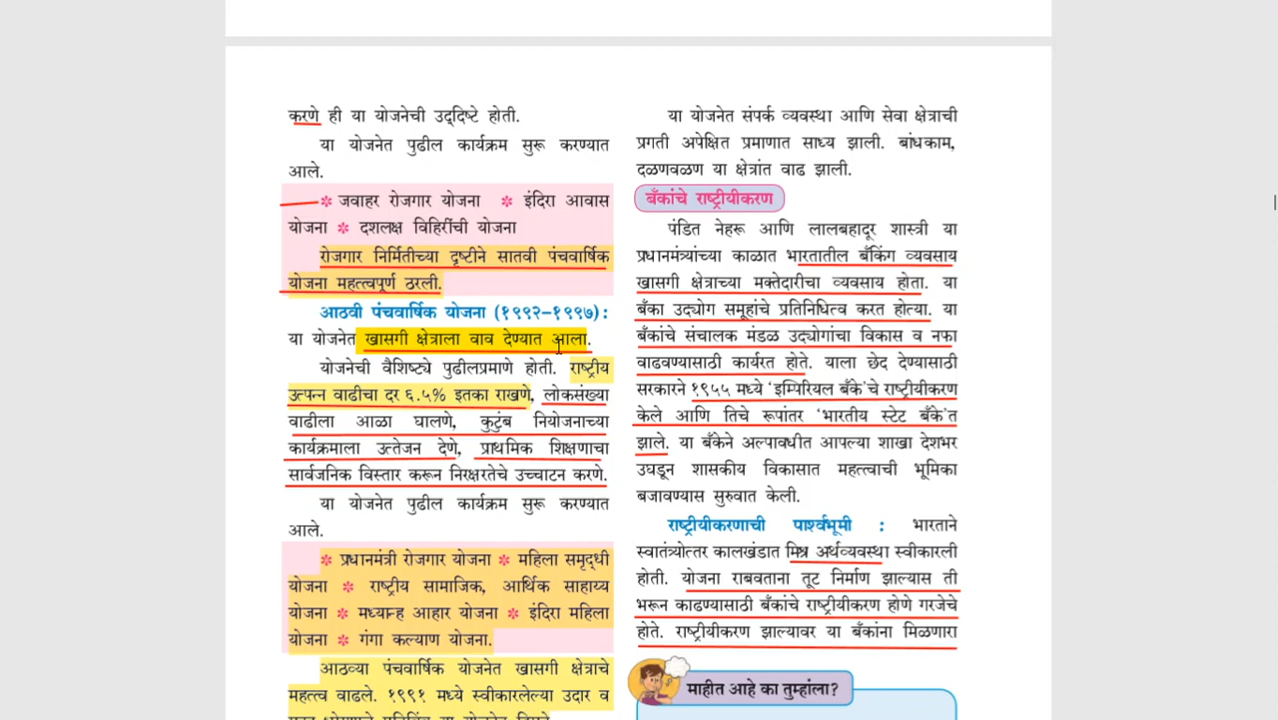 करणे ही या योजनेची उद्‌दिष्टे होती.
या योजनेत पुढील कार्यक्रम सुरू करण्यात
आले.
* जवाहर रोजगार योजना * इंदिरा आवास
योजना * दशलक्ष विहिरींची योजना
रोजगार निर्मितीच्या दृष्टीने सातवी पंचवार्षिक
योजना महत्त्वपूर्ण ठरली.
आठवी पंचवार्षिक योजना (१९९२-१९९७) :
या योजनेत खासगी क्षेत्राला वाव देण्यात आला.
योजनेची वैशिष्ट्ये पुढीलप्रमाणे होती. राष्ट्रीय
उत्पन्न वाढीचा दर ६.५% इतका राखणे, लोकसंख्या
वाढीला आळा घालणे, कुटुंब नियोजनाच्या
कार्यक्रमाला उत्तेजन देणे, प्राथमिक शिक्षणाचा
सार्वजनिक विस्तार करून निरक्षरतेचे उच्चाटन करणे.
या योजनेत पुढील कार्यक्रम सुरू करण्यात
आले.
* प्रधानमंत्री रोजगार योजना * महिला समृद्धी
योजना * राष्ट्रीय सामाजिक, आर्थिक साहाय्य
योजना * मध्यान्ह आहार योजना * इंदिरा महिला
योजना * गंगा कल्याण योजना.
आठव्या पंचवार्षिक योजनेत खासगी क्षेत्राचे
महत्त्व वाढले. १९९१ मध्ये स्वीकारलेल्या उदार व
या योजनेत संपर्क व्यवस्था आणि सेवा क्षेत्राची
प्रगती अपेक्षित प्रमाणात साध्य झाली. बांधकाम,
दळणवळण या क्षेत्रांत वाढ झाली.
बँकांचे राष्ट्रीयीकरण
पंडित नेहरू आणि लालबहादूर शास्त्री या
प्रधानमंत्र्यांच्या काळात भारतातील बँकिंग व्यवसाय
खासगी क्षेत्राच्या मक्तेदारीचा व्यवसाय होता. या
बँका उद्योग समूहांचे प्रतिनिधित्व करत होत्या. या
बँकांचे संचालक मंडळ उद्योगांचा विकास व नफा
वाढवण्यासाठी कार्यरत होते. याला छेद देण्यासाठी
सरकारने १९५५ मध्ये ‘इम्पिरियल बँके’चे राष्ट्रीयीकरण
केले आणि तिचे रूपांतर ‘भारतीय स्टेट बँके’त
झाले. या बँकेने अल्पावधीत आपल्या शाखा देशभर
उघडून शासकीय विकासात महत्त्वाची भूमिका
बजावण्यास सुरुवात केली.
राष्ट्रीयीकरणाची पार्श्वभूमी : भारताने
स्वातंत्र्योत्तर कालखंडात मिश्र अर्थव्यवस्था स्वीकारली
होती. योजना राबवताना तूट निर्माण झाल्यास ती
भरून काढण्यासाठी बँकांचे राष्ट्रीयीकरण होणे गरजेचे
होते. राष्ट्रीयीकरण झाल्यावर या बँकांना मिळणारा
माहीत आहे का तुम्हांला?